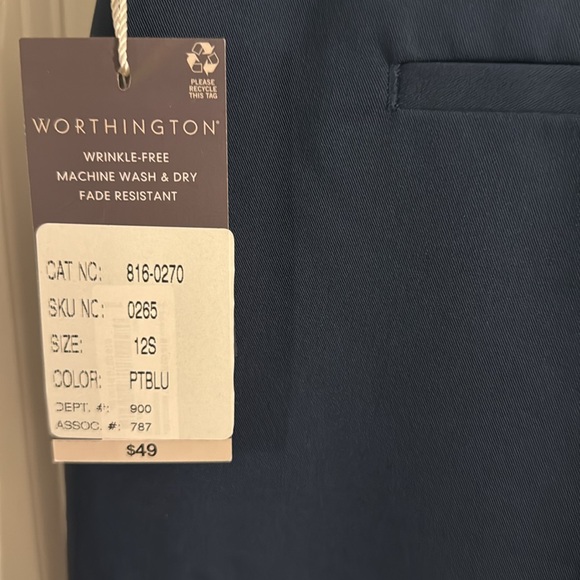 PLEASE
RECYCLE
THIS TAG
WORTHINGTON®
WRINKLE-FREE
MACHINE WASH & DRY
FADE RESISTANT
CAT NO: 816-0270
SKU NO: 0265
SIZE: 12S
COLOR: PTBLU
DEPT. #: 900
ASSOC. #: 787
$49